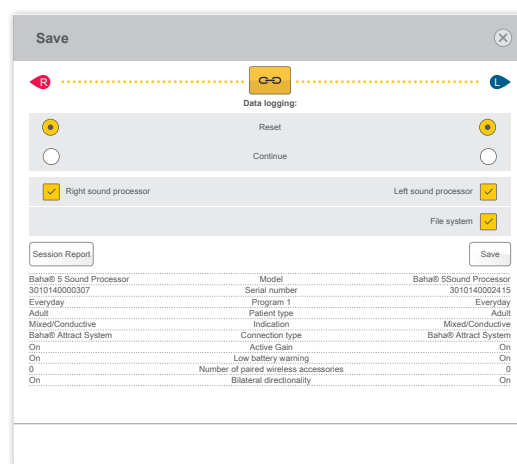 Save
R L
Data logging:
Reset
Continue
Right sound processor Left sound processor
File system
Session Report Save
Baha® 5 Sound Processor Model Baha® 5Sound Processor
3010140000307 Serial number 3010140002415
Everyday Program 1 Everyday
Adult Patient type Adult
Mixed/Conductive Indication Mixed/Conductive
Baha® Attract System Connection type Baha® Attract System
On Active Gain On
On Low battery warning On
0 Number of paired wireless accessories 0
On Bilateral directionality On